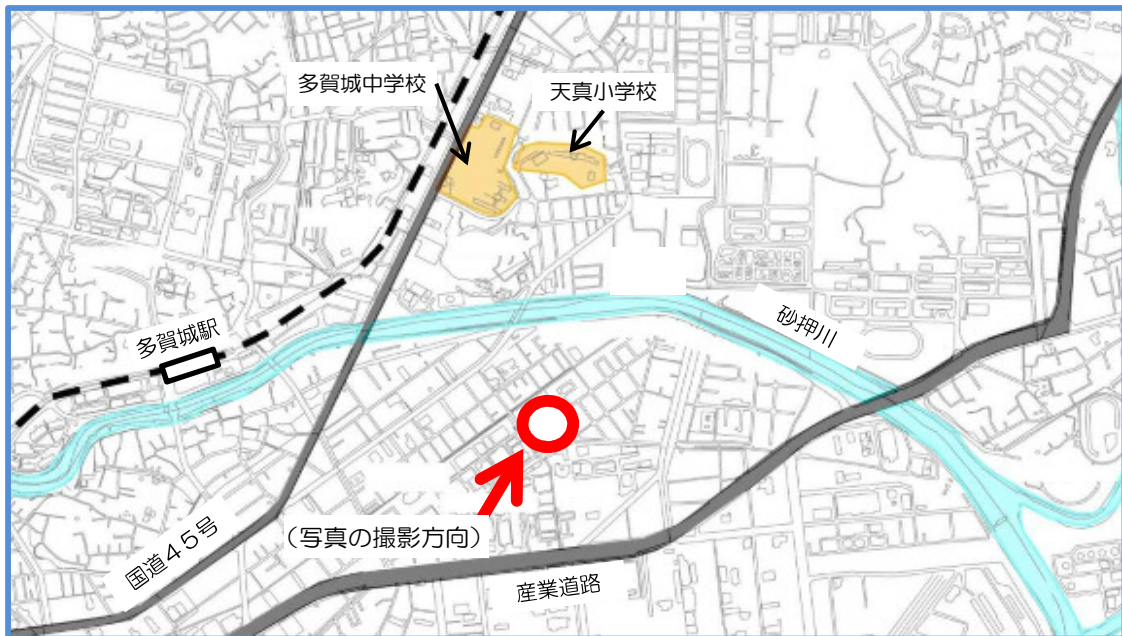 多賀城中学校
天真小学校
多賀城駅
砂押川
国道45号
(写真の撮影方向)
産業道路